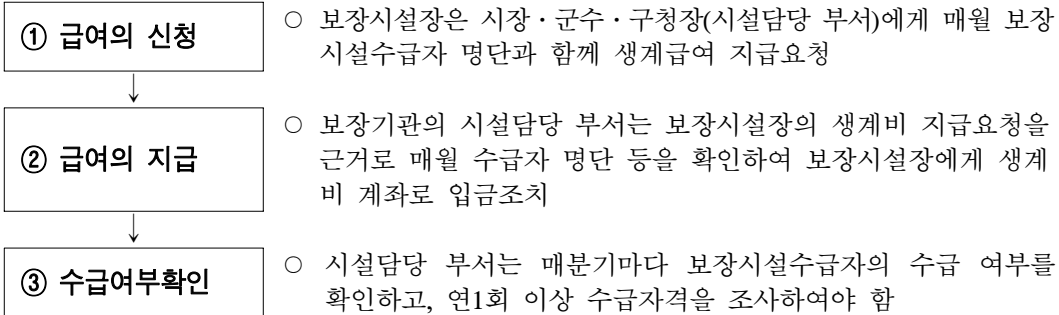 ① 급여의 신청
○ 보장시설장은 시장·군수·구청장(시설담당 부서)에게 매월 보장
시설수급자 명단과 함께 생계급여 지급요청
② 급여의 지급
○ 보장기관의 시설담당 부서는 보장시설장의 생계비 지급요청을
근거로 매월 수급자 명단 등을 확인하여 보장시설장에게 생계
비 계좌로 입금조치
③ 수급여부확인
○ 시설담당 부서는 매분기마다 보장시설수급자의 수급 여부를
확인하고, 연1회 이상 수급자격을 조사하여야 함